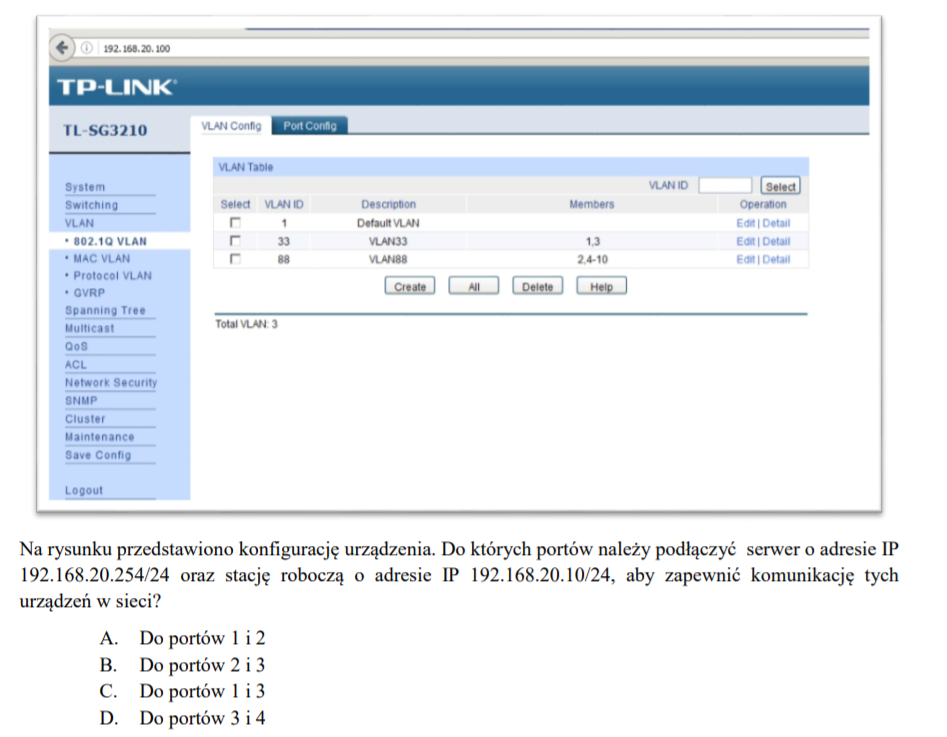 192.168.20.100
TP-LINK®
TL-SG3210
VLAN Config Port Config
VLAN Table
VLAN ID Select
Select VLAN ID Description Members Operation
1 Default VLAN Edit | Detail
33 VLAN33 1,3 Edit | Detail
88 VLAN88 2,4-10 Edit | Detail
Create All Delete Help
Total VLAN: 3
System
Switching
VLAN
• 802.1Q VLAN
• MAC VLAN
• Protocol VLAN
• GVRP
Spanning Tree
Multicast
QoS
ACL
Network Security
SNMP
Cluster
Maintenance
Save Config
Logout
Na rysunku przedstawiono konfigurację urządzenia. Do których portów należy podłączyć serwer o adresie IP
192.168.20.254/24 oraz stację roboczą o adresie IP 192.168.20.10/24, aby zapewnić komunikację tych
urządzeń w sieci?
A. Do portów 1 i 2
B. Do portów 2 i 3
C. Do portów 1 i 3
D. Do portów 3 i 4